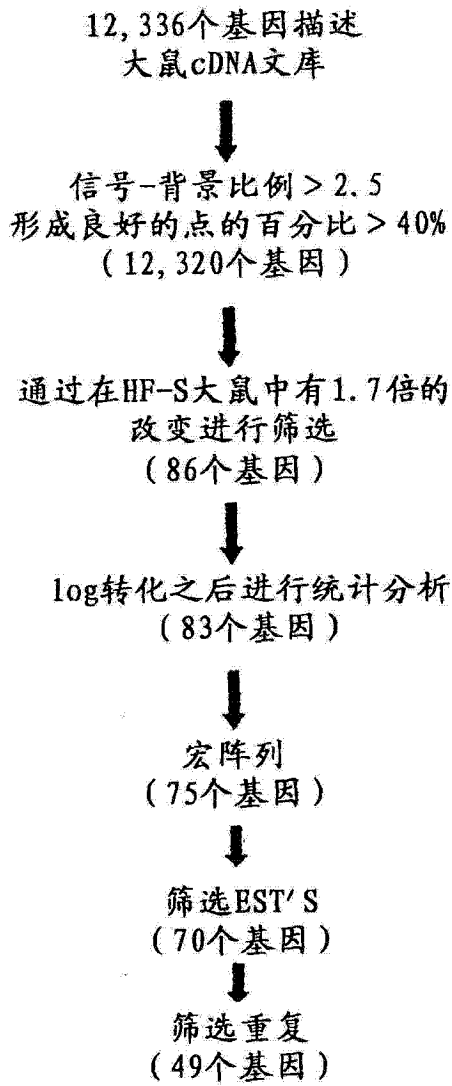 12,336个基因描述
大鼠cDNA文库
信号-背景比例>2.5
形成良好的点的百分比>40%
(12,320个基因)
通过在HF-S大鼠中有1.7倍的
改变进行筛选
(86个基因)
log转化之后进行统计分析
(83个基因)
宏阵列
(75个基因)
筛选EST'S
(70个基因)
筛选重复
(49个基因)